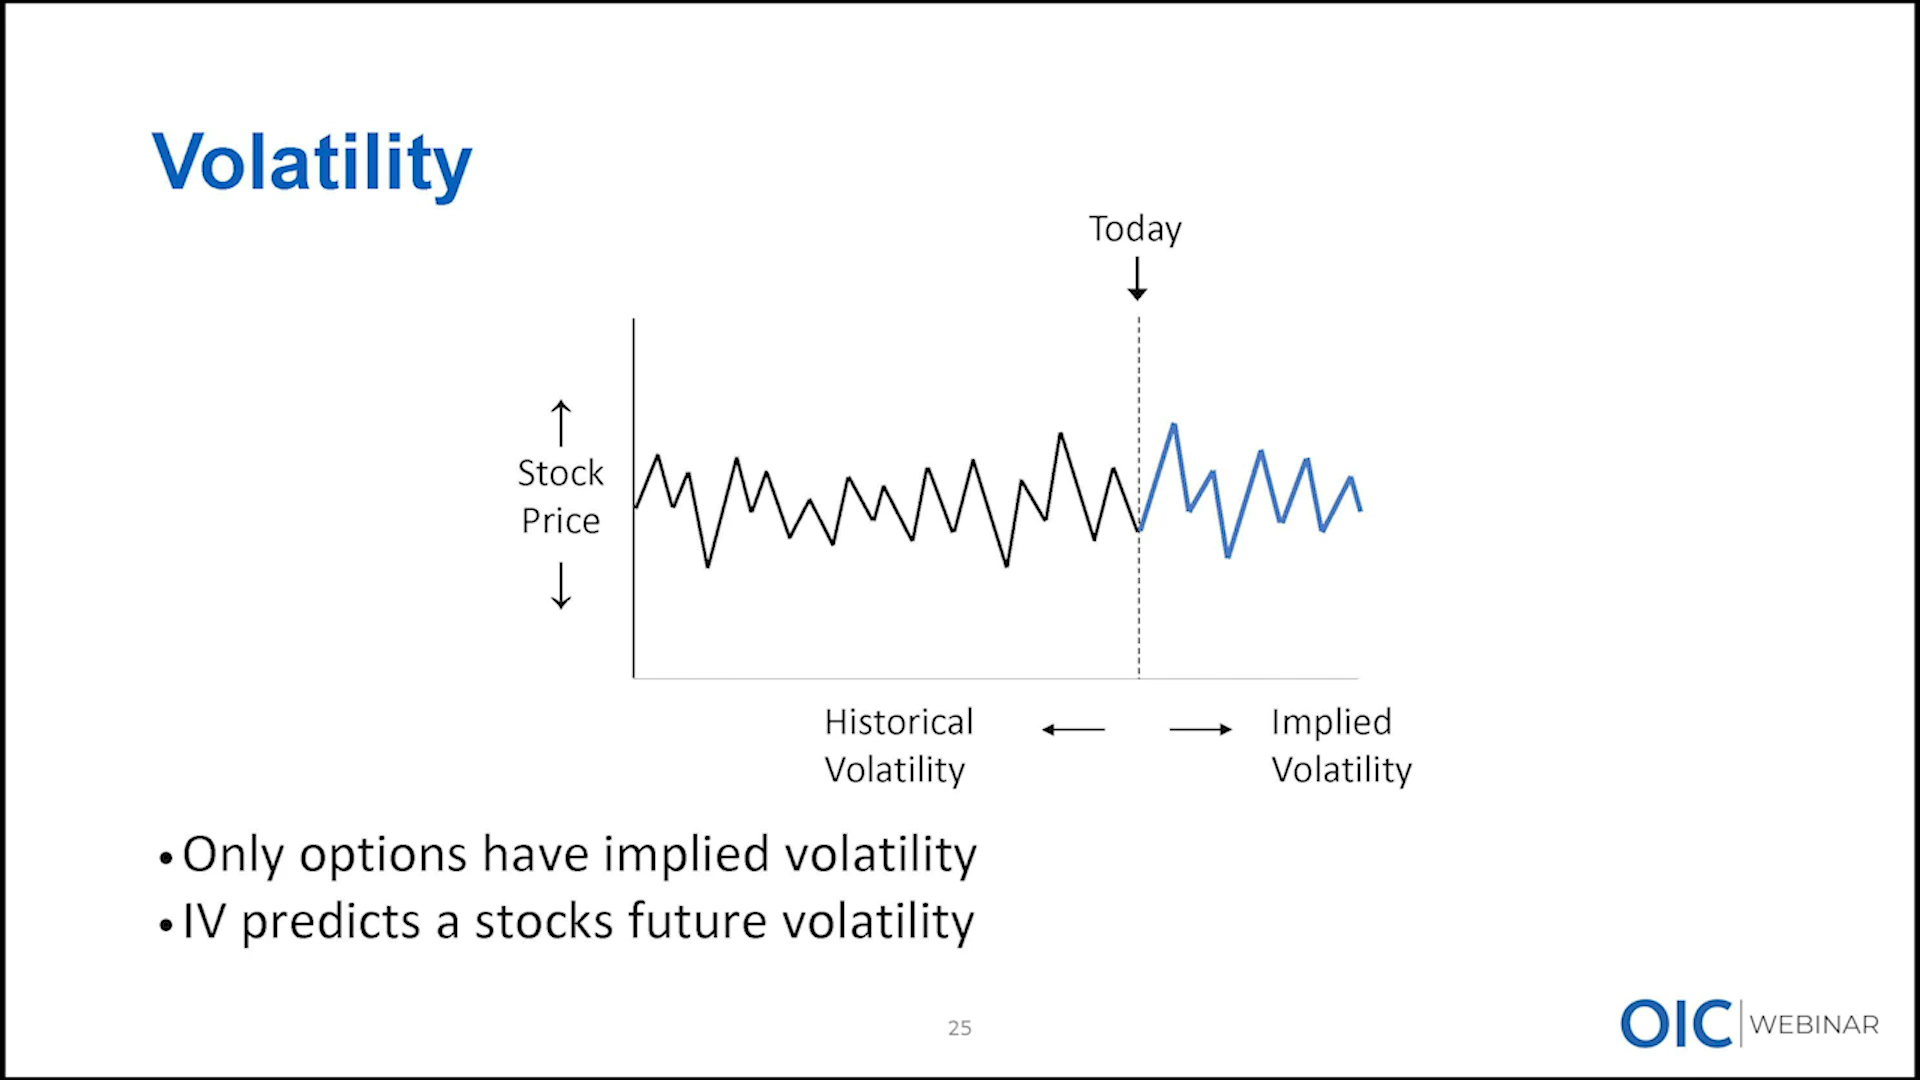 Volatility
Today
Stock
Price
Historical
Volatility
Implied
Volatility
• Only options have implied volatility
• IV predicts a stocks future volatility
25
OIC WEBINAR